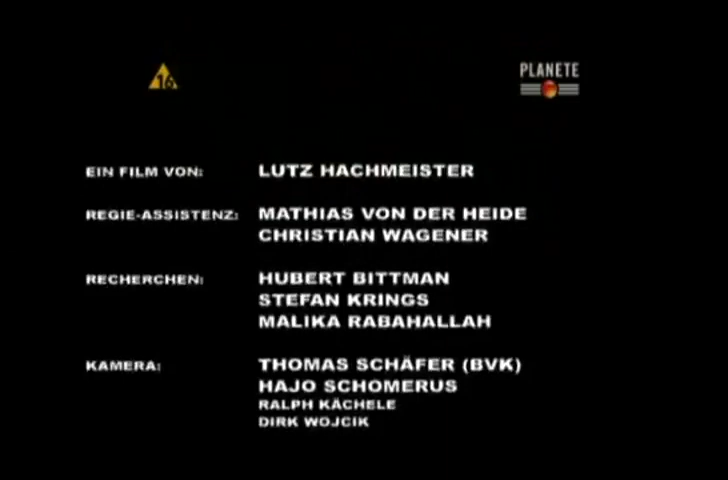 16
PLANETE
EIN FILM VON: LUTZ HACHMEISTER
REGIE-ASSISTENZ: MATHIAS VON DER HEIDE
CHRISTIAN WAGENER
RECHERCHEN: HUBERT BITTMAN
STEFAN KRINGS
MALIKA RABAHALLAH
KAMERA: THOMAS SCHÄFER (BVK)
HAJO SCHOMERUS
RALPH KÄCHELE
DIRK WOJCIK